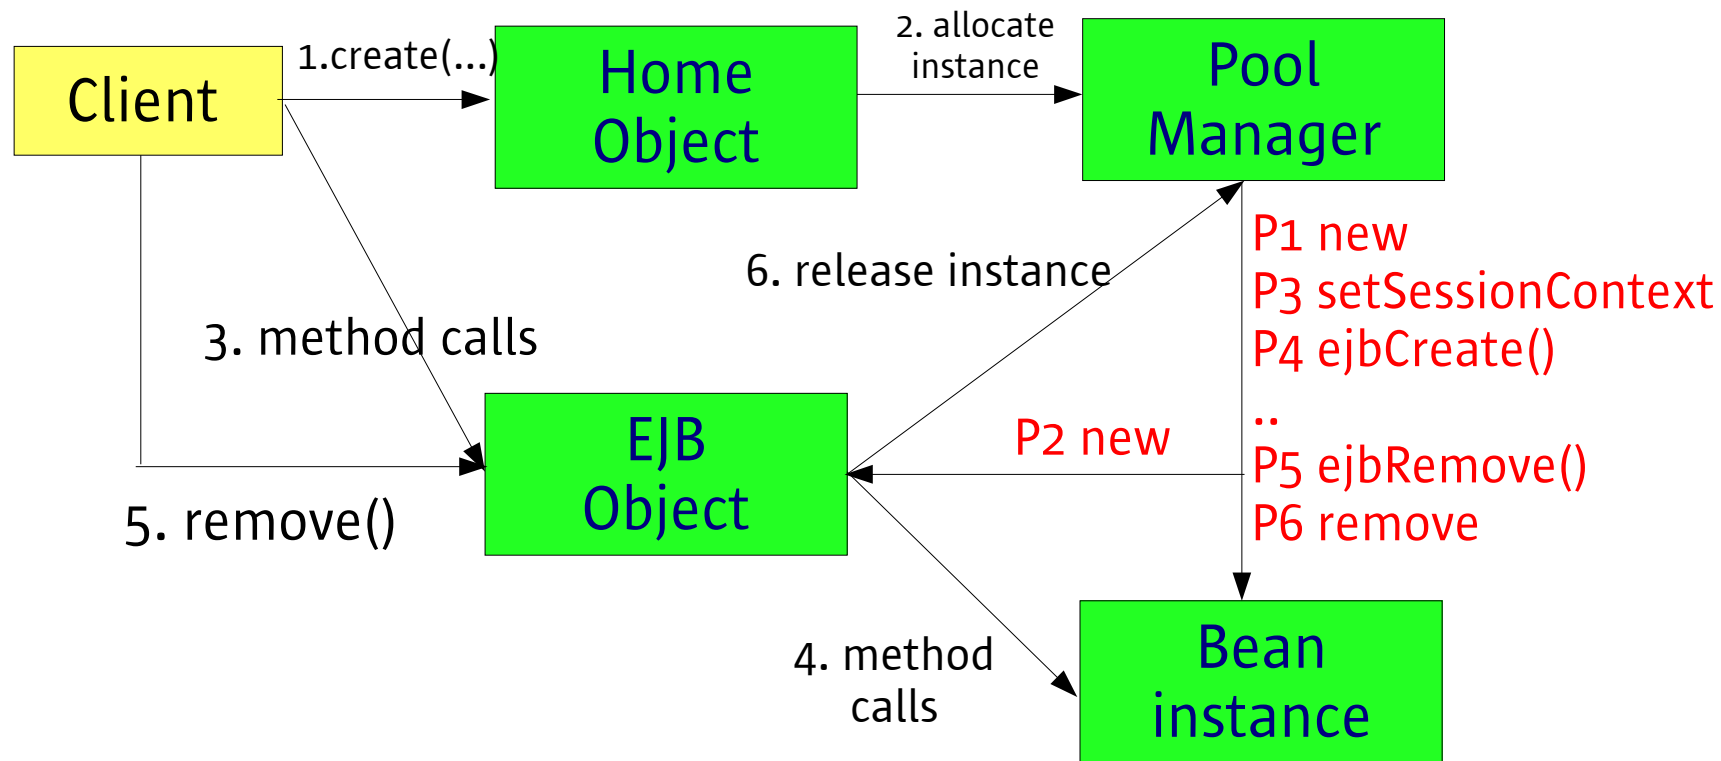 Client
1.create(...)
Home
Object
2. allocate
instance
Pool
Manager
P1 new
P3 setSessionContext
P4 ejbCreate()
..
P5 ejbRemove()
P6 remove
6. release instance
3. method calls
P2 new
EJB
Object
5. remove()
4. method
calls
Bean
instance